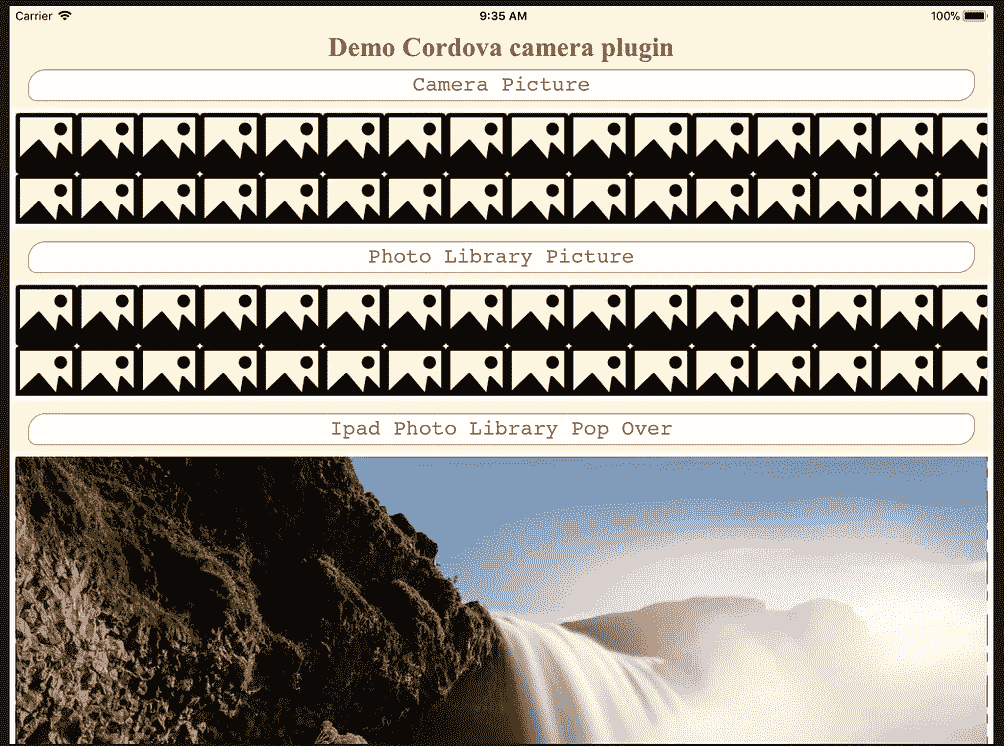 Carrier 9:35 AM 100%
Demo Cordova camera plugin
Camera Picture
Photo Library Picture
Ipad Photo Library Pop Over